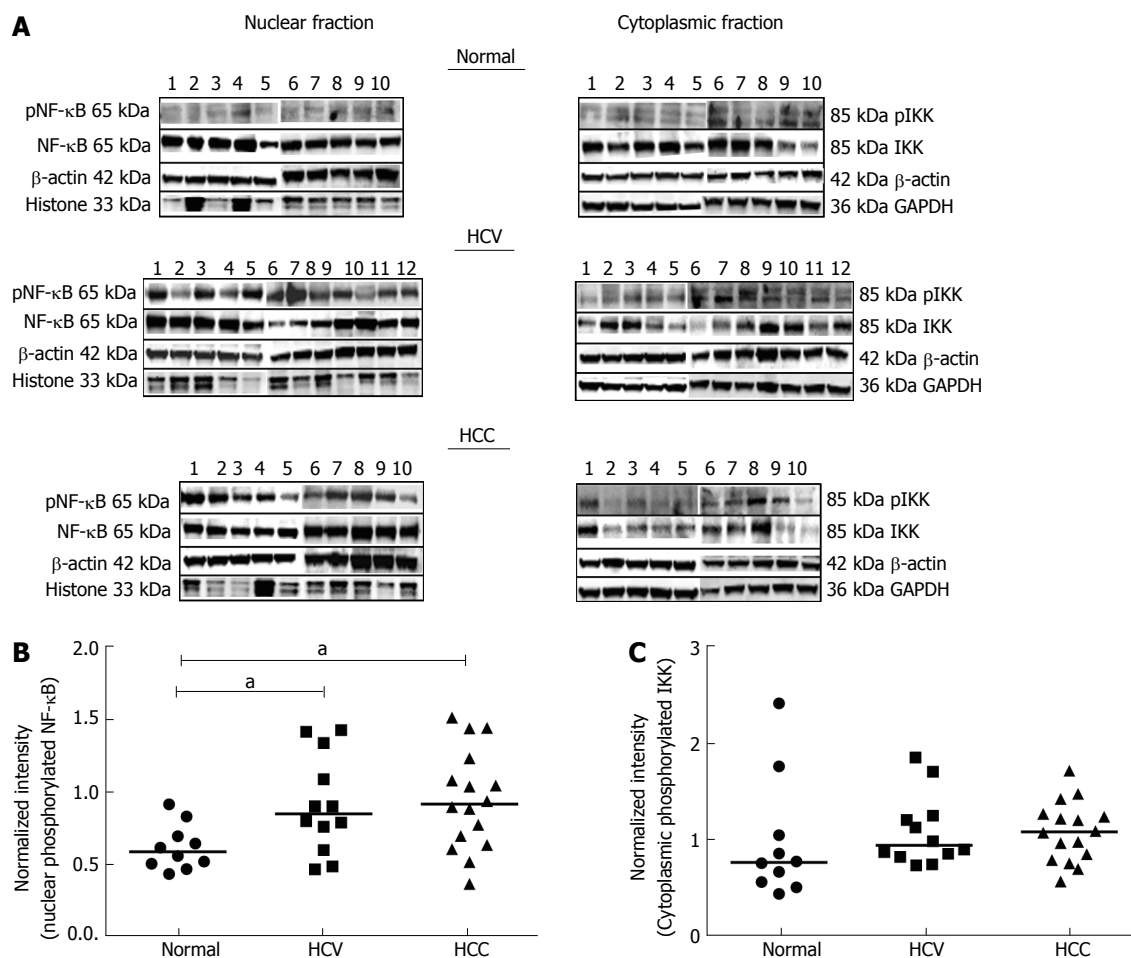 A
Nuclear fraction
Cytoplasmic fraction
Normal
1 2 3 4 5 6 7 8 9 10
1 2 3 4 5 6 7 8 9 10
pNF-κB 65 kDa
85 kDa pIKK
NF-κB 65 kDa
85 kDa IKK
β-actin 42 kDa
42 kDa β-actin
Histone 33 kDa
36 kDa GAPDH
HCV
1 2 3 4 5 6 7 8 9 10 11 12
1 2 3 4 5 6 7 8 9 10 11 12
pNF-κB 65 kDa
85 kDa pIKK
NF-κB 65 kDa
85 kDa IKK
β-actin 42 kDa
42 kDa β-actin
Histone 33 kDa
36 kDa GAPDH
HCC
1 2 3 4 5 6 7 8 9 10
1 2 3 4 5 6 7 8 9 10
pNF-κB 65 kDa
85 kDa pIKK
NF-κB 65 kDa
85 kDa IKK
β-actin 42 kDa
42 kDa β-actin
Histone 33 kDa
36 kDa GAPDH
B
Normalized intensity
(nuclear phosphorylated NF-κB)
2.0
1.5
1.0
0.5
0.0.
a
a
Normal HCV HCC
C
Normalized intensity
(Cytoplasmic phosphorylated IKK)
3
2
1
0
Normal HCV HCC